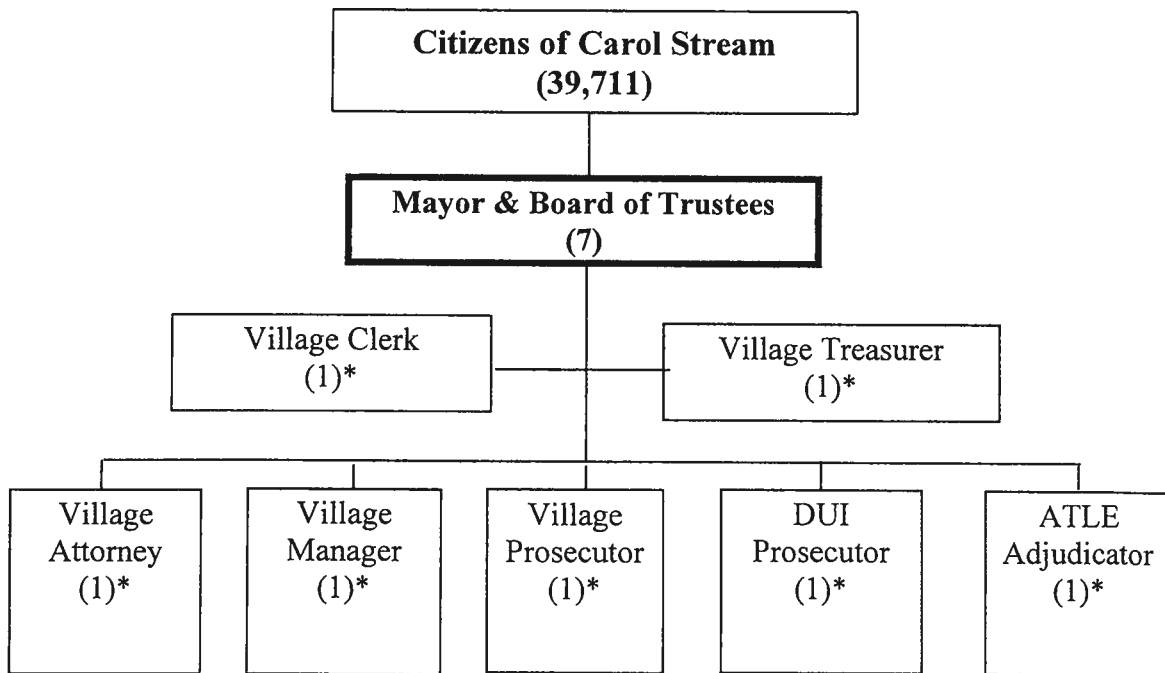 Citizens of Carol Stream
(39,711)
Mayor & Board of Trustees
(7)
Village Clerk
(1)*
Village Treasurer
(1)*
Village
Attorney
(1)*
Village
Manager
(1)*
Village
Prosecutor
(1)*
DUI
Prosecutor
(1)*
ATLE
Adjudicator
(1)*